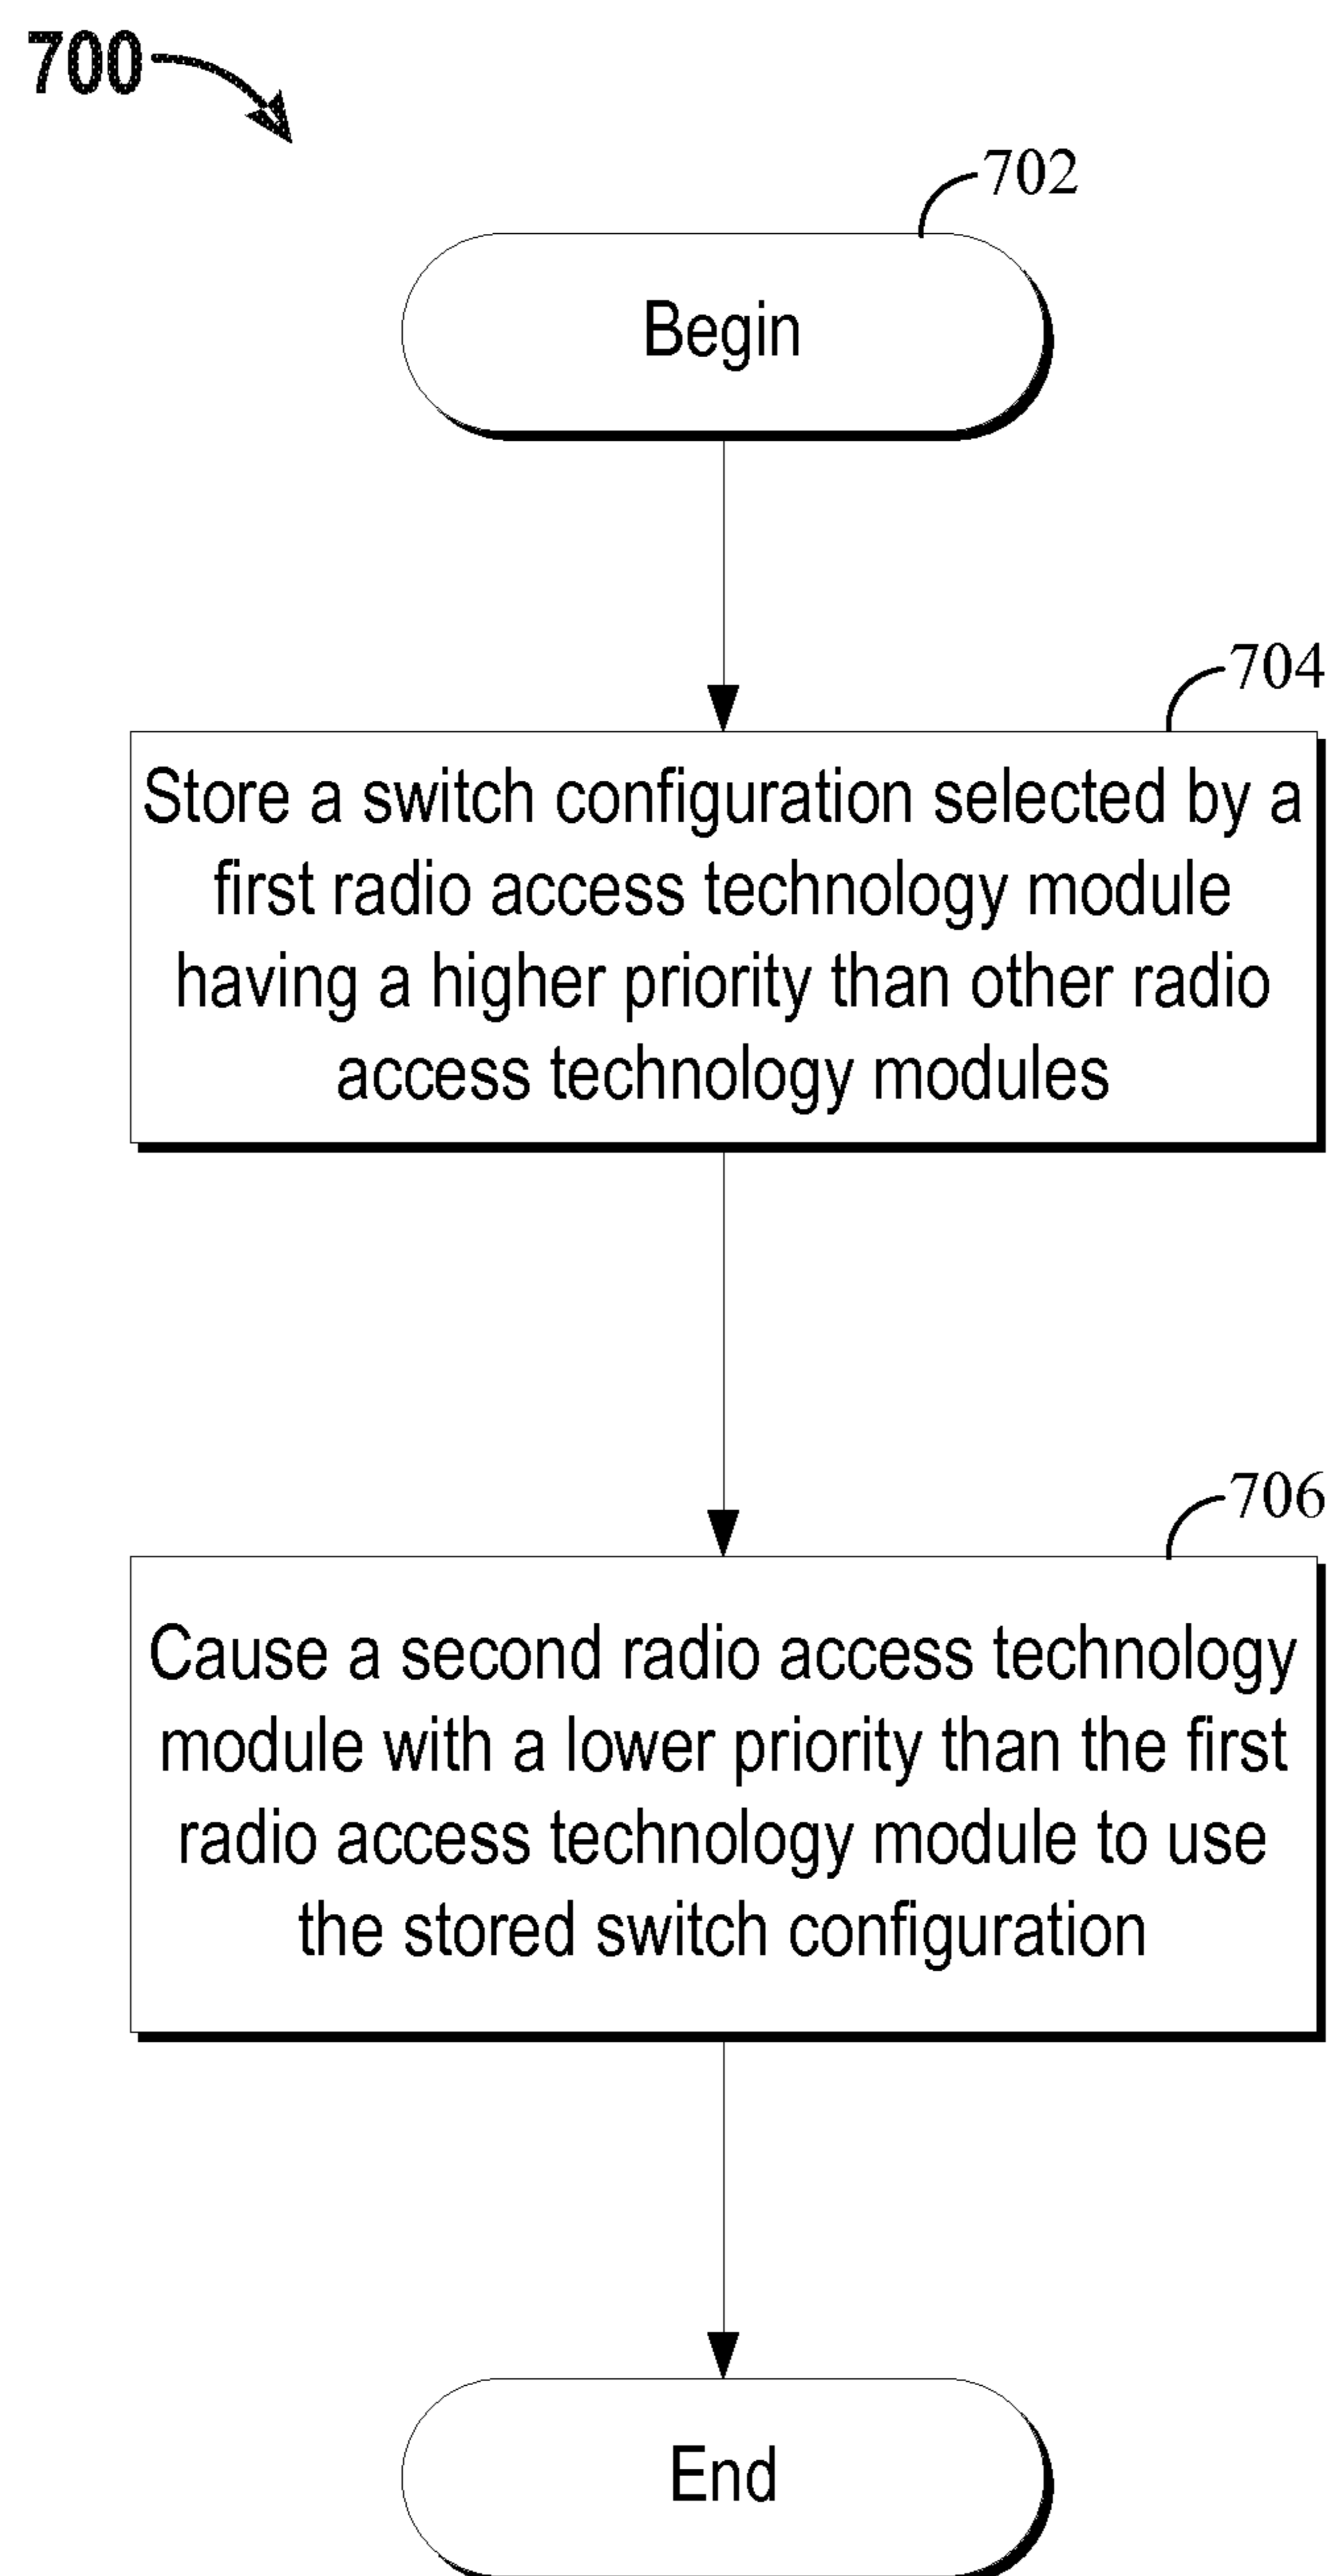 700
702
Begin
704
Store a switch configuration selected by a
first radio access technology module
having a higher priority than other radio
access technology modules
706
Cause a second radio access technology
module with a lower priority than the first
radio access technology module to use
the stored switch configuration
End